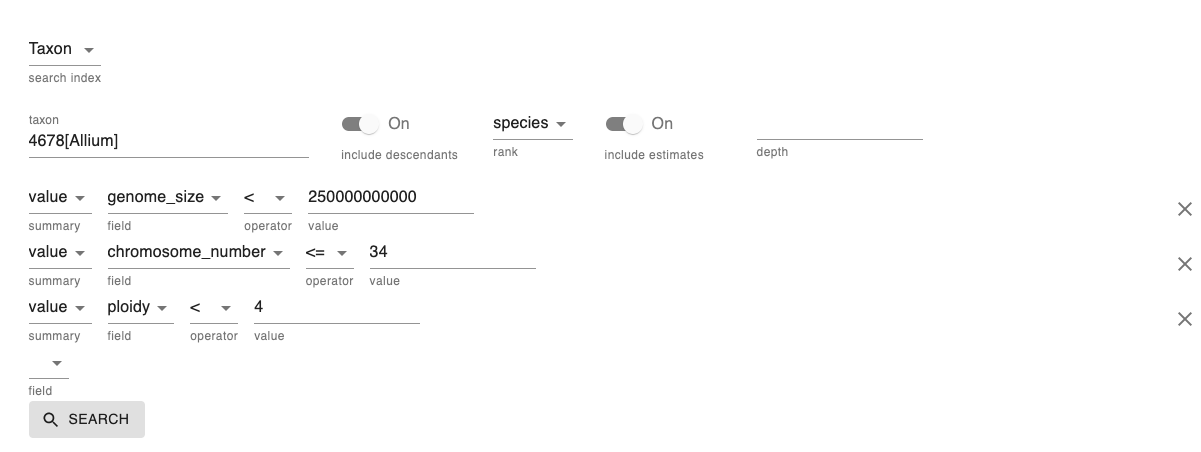 Taxon
search index
taxon
4678[Allium]
On
include descendants
species
rank
On
include estimates
depth
value genome_size < 250000000000
summary field operator value
value chromosome_number <= 34
summary field operator value
value ploidy < 4
summary field operator value
field
SEARCH